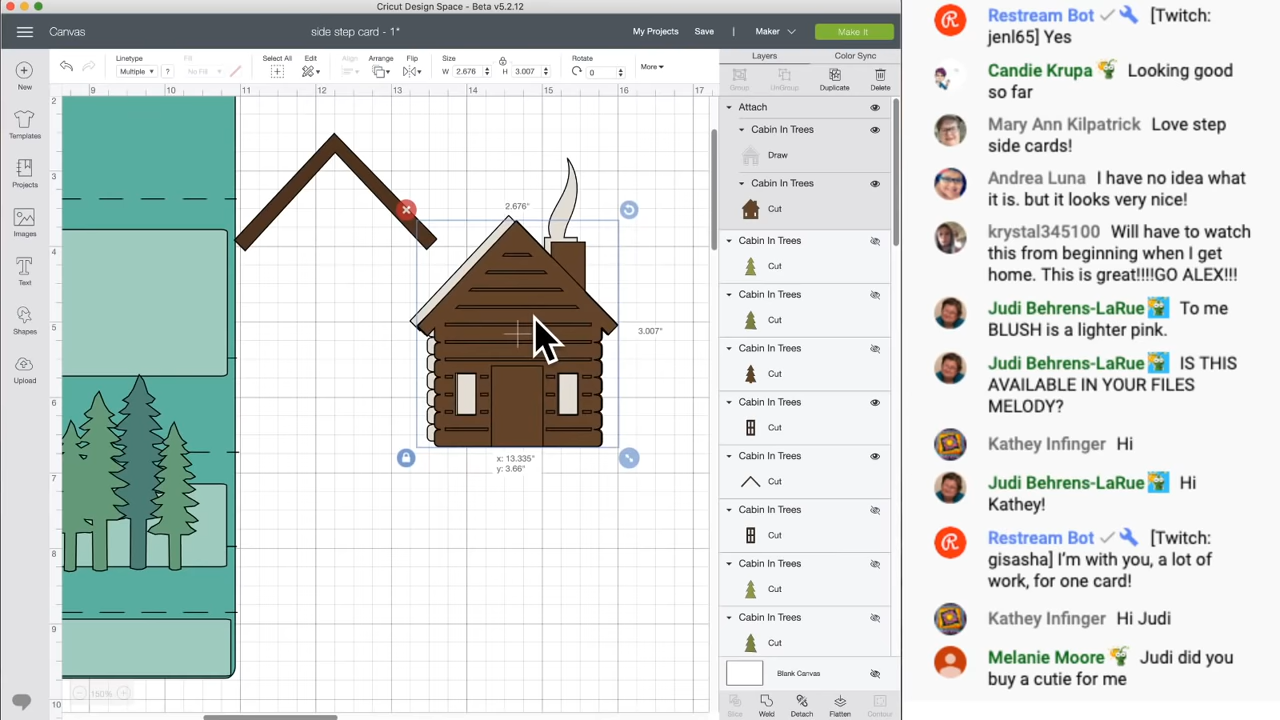 Cricut Design Space - Beta v5.2.12
Canvas
side step card - 1*
My Projects
Save
Maker
Make It
Linetype
Multiple
?
Fill
No Fill
Select All
Edit
Align
Arrange
Flip
Size
W 2.676
H 3.007
Rotate
0
More
Layers
Color Sync
Group
UnGroup
Duplicate
Delete
New
Templates
Projects
Images
Text
Shapes
Upload
9 10 11 12 13 14 15 16 17
2
3
4
5
6
7
8
9
10
2.676"
3.007"
x: 13.335"
y: 3.66"
150%
Attach
Cabin In Trees
Draw
Cabin In Trees
Cut
Cabin In Trees
Cut
Cabin In Trees
Cut
Cabin In Trees
Cut
Cabin In Trees
Cut
Cabin In Trees
Cut
Cabin In Trees
Cut
Cabin In Trees
Cut
Cabin In Trees
Cut
Blank Canvas
Slice
Weld
Detach
Flatten
Contour
Restream Bot [Twitch:
jenl65] Yes
Candie Krupa Looking good
so far
Mary Ann Kilpatrick Love step
side cards!
Andrea Luna I have no idea what
it is. but it looks very nice!
krystal345100 Will have to watch
this from beginning when I get
home. This is great!!!!GO ALEX!!!
Judi Behrens-LaRue To me
BLUSH is a lighter pink.
Judi Behrens-LaRue IS THIS
AVAILABLE IN YOUR FILES
MELODY?
Kathey Infinger Hi
Judi Behrens-LaRue Hi
Kathey!
Restream Bot [Twitch:
gisasha] I'm with you, a lot of
work, for one card!
Kathey Infinger Hi Judi
Melanie Moore Judi did you
buy a cutie for me